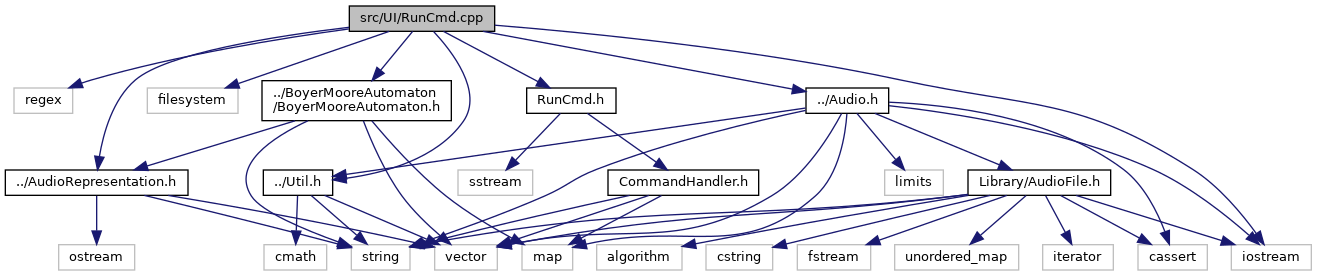 src/UI/RunCmd.cpp
regex
filesystem
../BoyerMooreAutomaton
/BoyerMooreAutomaton.h
RunCmd.h
../Audio.h
../AudioRepresentation.h
../Util.h
sstream
CommandHandler.h
limits
Library/AudioFile.h
ostream
cmath
string
vector
map
algorithm
cstring
fstream
unordered_map
iterator
cassert
iostream